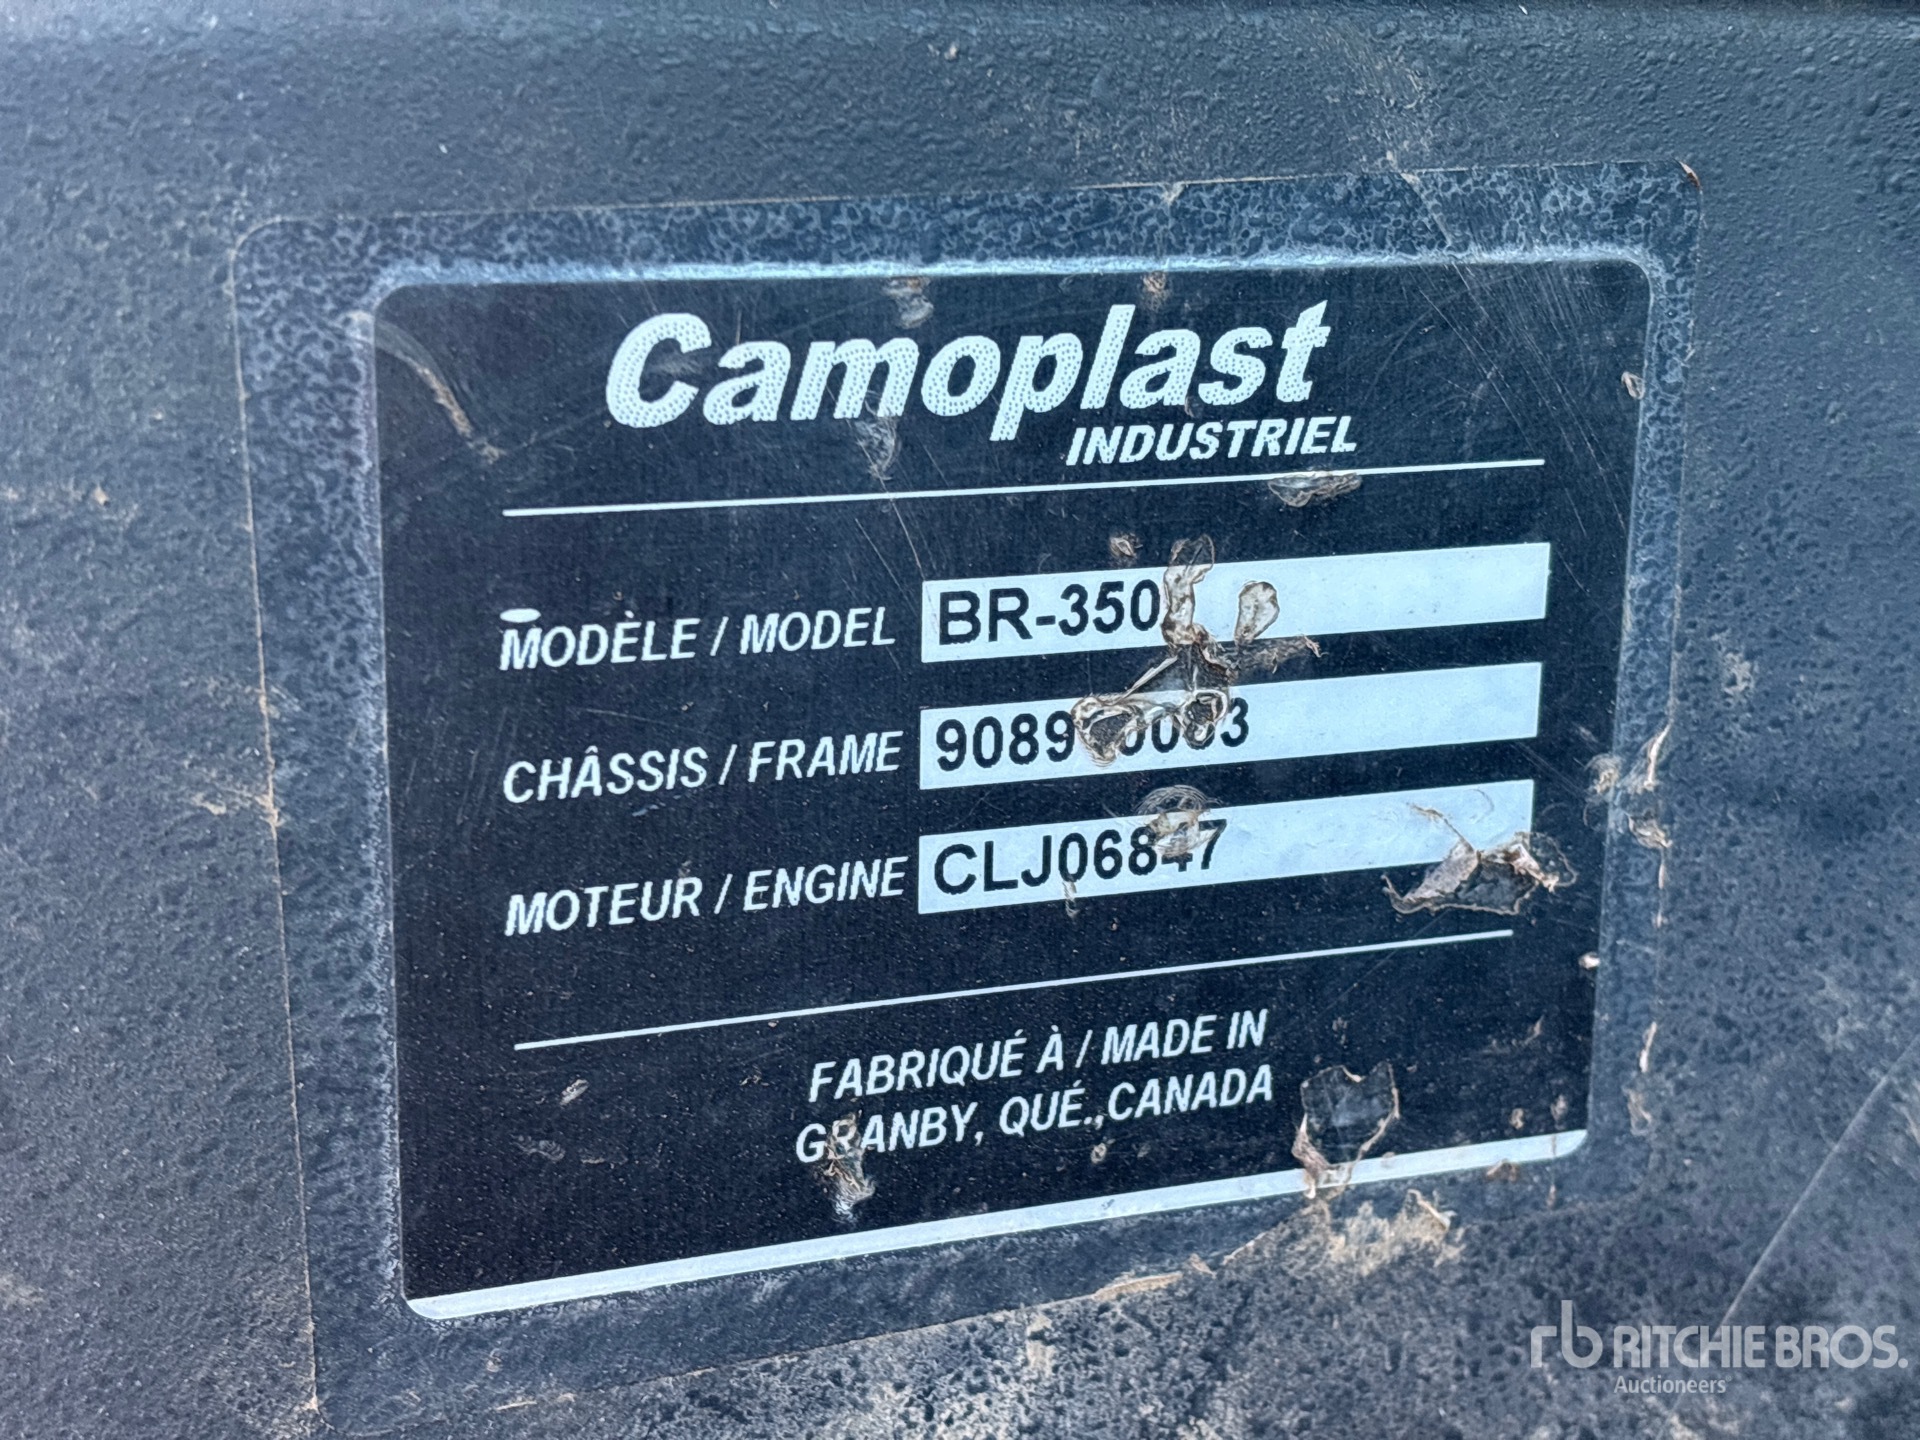 Camoplast
INDUSTRIEL
MODÈLE / MODEL BR-350
CHÂSSIS / FRAME
MOTEUR / ENGINE CLJ06847
FABRIQUÉ À / MADE IN
GRANBY, QUÉ.,CANADA
rb RITCHIE BROS.
Auctioneers